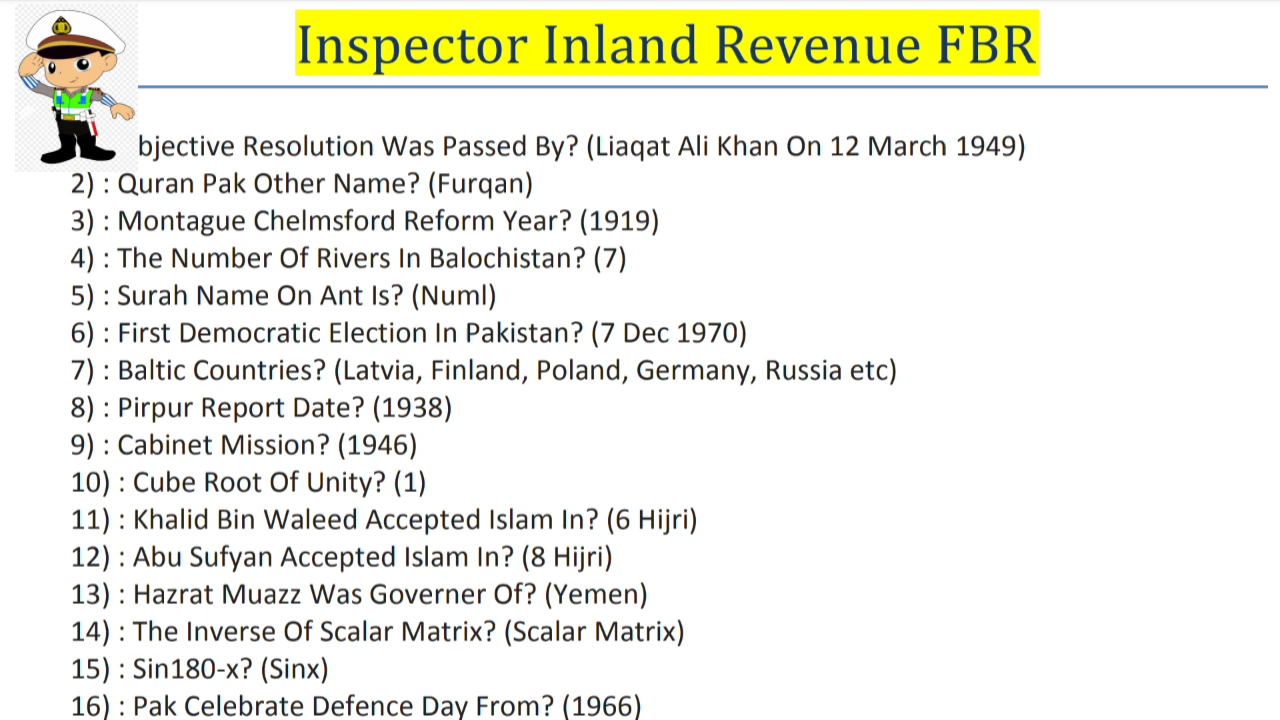 Inspector Inland Revenue FBR
bjective Resolution Was Passed By? (Liaqat Ali Khan On 12 March 1949)
2) : Quran Pak Other Name? (Furqan)
3) : Montague Chelmsford Reform Year? (1919)
4) : The Number Of Rivers In Balochistan? (7)
5) : Surah Name On Ant Is? (Numl)
6) : First Democratic Election In Pakistan? (7 Dec 1970)
7) : Baltic Countries? (Latvia, Finland, Poland, Germany, Russia etc)
8) : Pirpur Report Date? (1938)
9) : Cabinet Mission? (1946)
10) : Cube Root Of Unity? (1)
11) : Khalid Bin Waleed Accepted Islam In? (6 Hijri)
12) : Abu Sufyan Accepted Islam In? (8 Hijri)
13) : Hazrat Muazz Was Governer Of? (Yemen)
14) : The Inverse Of Scalar Matrix? (Scalar Matrix)
15) : Sin180-x? (Sinx)
16) : Pak Celebrate Defence Day From? (1966)